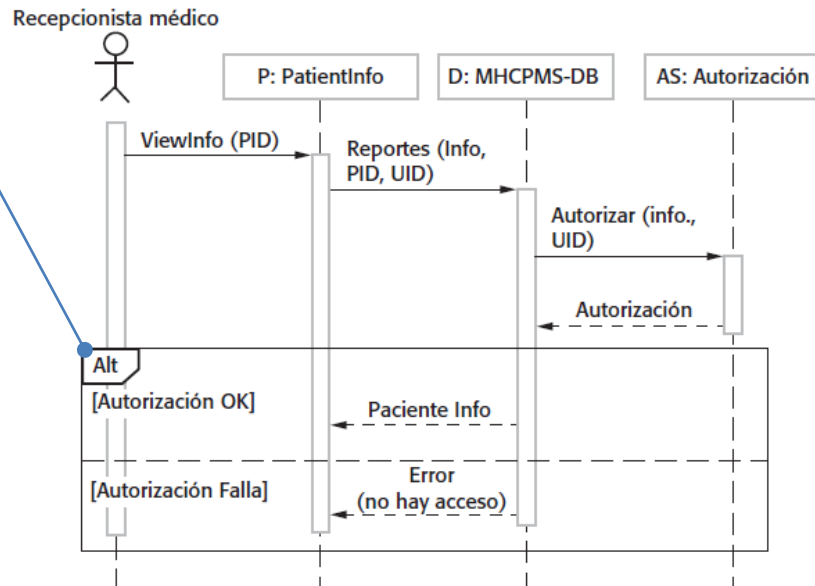 Recepcionista médico
P: PatientInfo
D: MHCPMS-DB
AS: Autorización
ViewInfo (PID)
Reportes (Info,
PID, UID)
Autorizar (info.,
UID)
Autorización
Alt
[Autorización OK]
Paciente Info
[Autorización Falla]
Error
(no hay acceso)